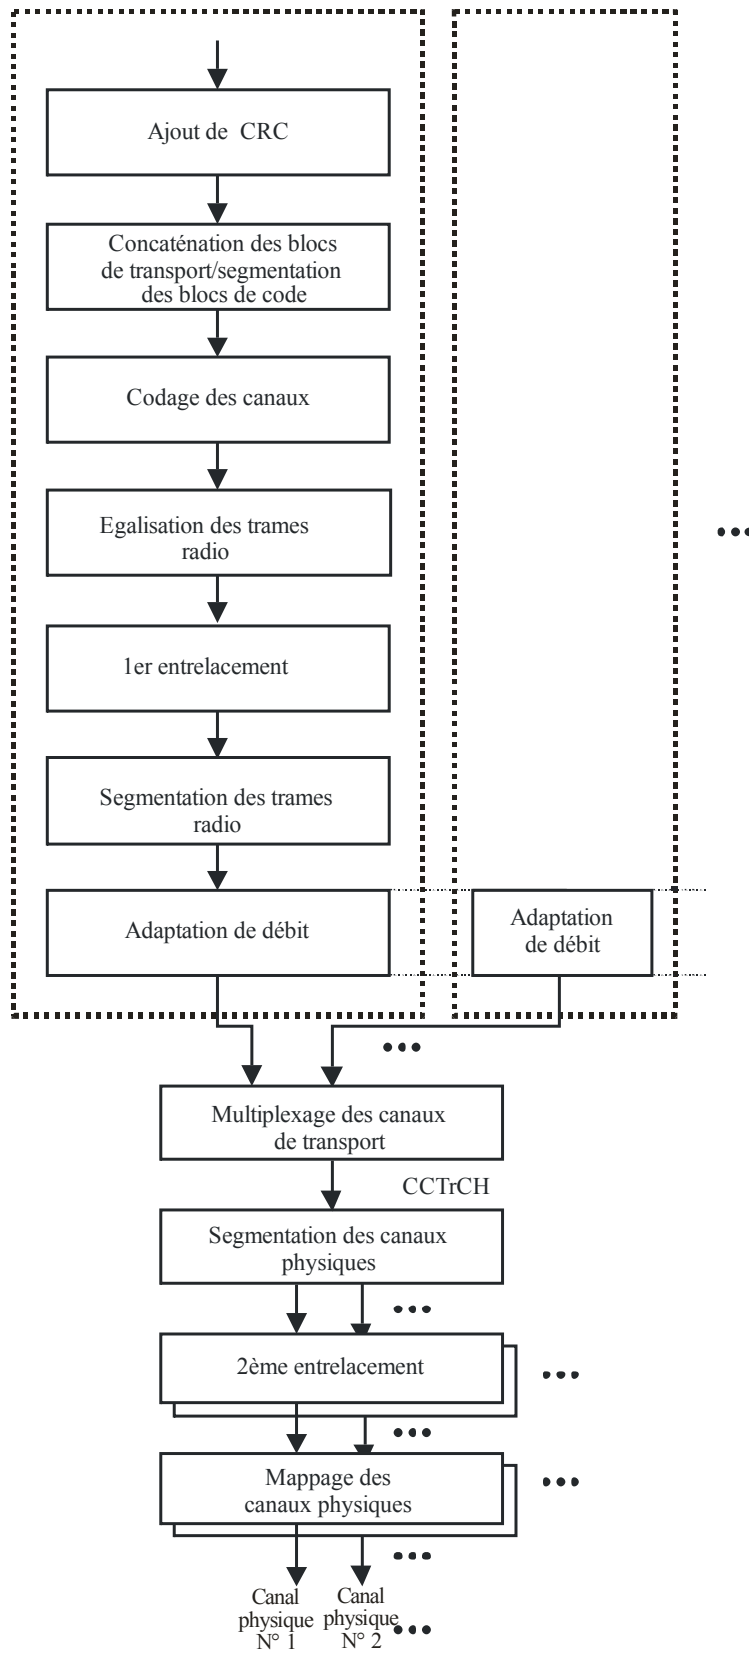 Ajout de CRC
Concaténation des blocs
de transport/segmentation
des blocs de code
Codage des canaux
Egalisation des trames
radio
1er entrelacement
Segmentation des trames
radio
Adaptation de débit
Adaptation
de débit
Multiplexage des canaux
de transport
CCTrCH
Segmentation des canaux
physiques
2ème entrelacement
Mappage des
canaux physiques
Canal
physique
N° 1
Canal
physique
N° 2